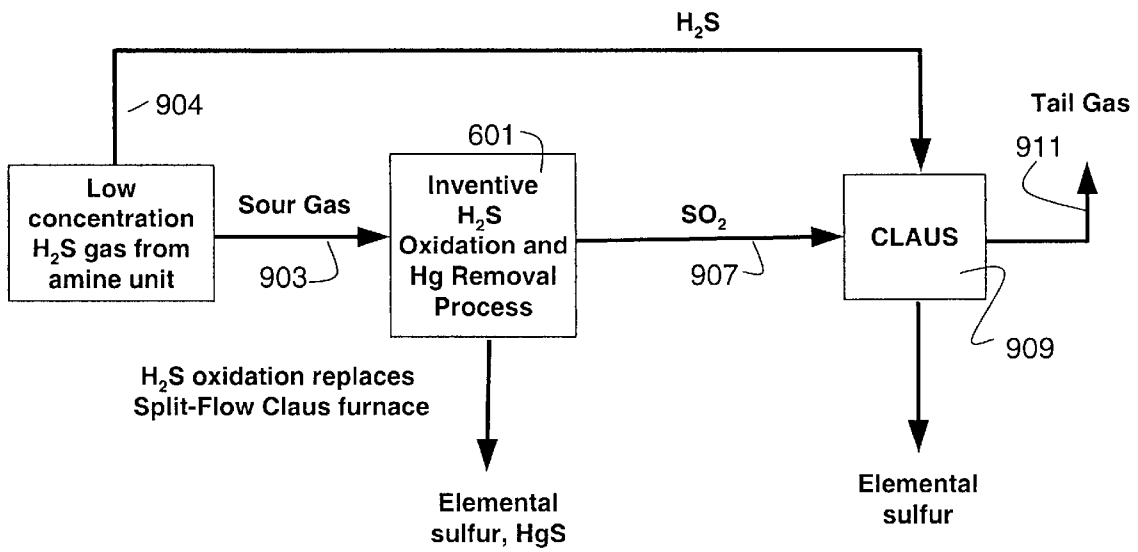 H₂S
904
Tail Gas
911
601
Low
concentration
H₂S gas from
amine unit
Sour Gas
903
Inventive
H₂S
Oxidation and
Hg Removal
Process
SO₂
907
CLAUS
909
H₂S oxidation replaces
Split-Flow Claus furnace
Elemental
sulfur, HgS
Elemental
sulfur